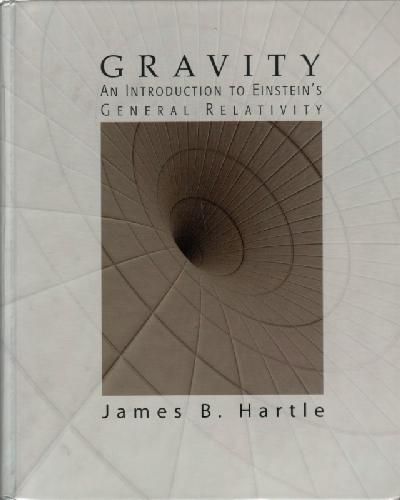 GRAVITY
AN INTRODUCTION TO EINSTEIN'S
GENERAL RELATIVITY
James B. Hartle